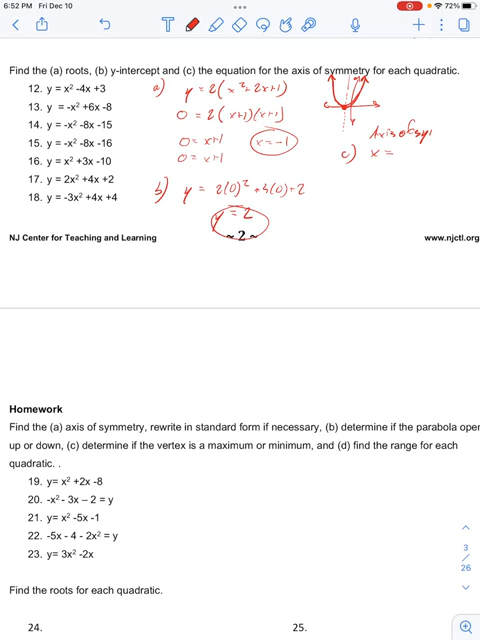 6:52 PM Fri Dec 10
72%
Find the (a) roots, (b) y-intercept and (c) the equation for the axis of symmetry for each quadratic.
12. y = x² -4x +3
13. y = -x² +6x -8
14. y = -x² -8x -15
15. y = -x² -8x -16
16. y = x² +3x -10
17. y = 2x² +4x +2
18. y = -3x² +4x +4
a) y = 2(x²+2x+1)
0 = 2(x+1)(x+1)
0 = x+1 x = -1
0 = x+1
b) y = 2(0)² +4(0)+2
y = 2
Axis of sy
c) x =
NJ Center for Teaching and Learning
~ 2 ~
www.njctl.org
Homework
Find the (a) axis of symmetry, rewrite in standard form if necessary, (b) determine if the parabola open
up or down, (c) determine if the vertex is a maximum or minimum, and (d) find the range for each
quadratic. .
19. y= x² +2x -8
20. -x² - 3x – 2 = y
21. y= x² -5x -1
22. -5x - 4 - 2x² = y
23. y= 3x² -2x
3
/
26
Find the roots for each quadratic.
24.
25.